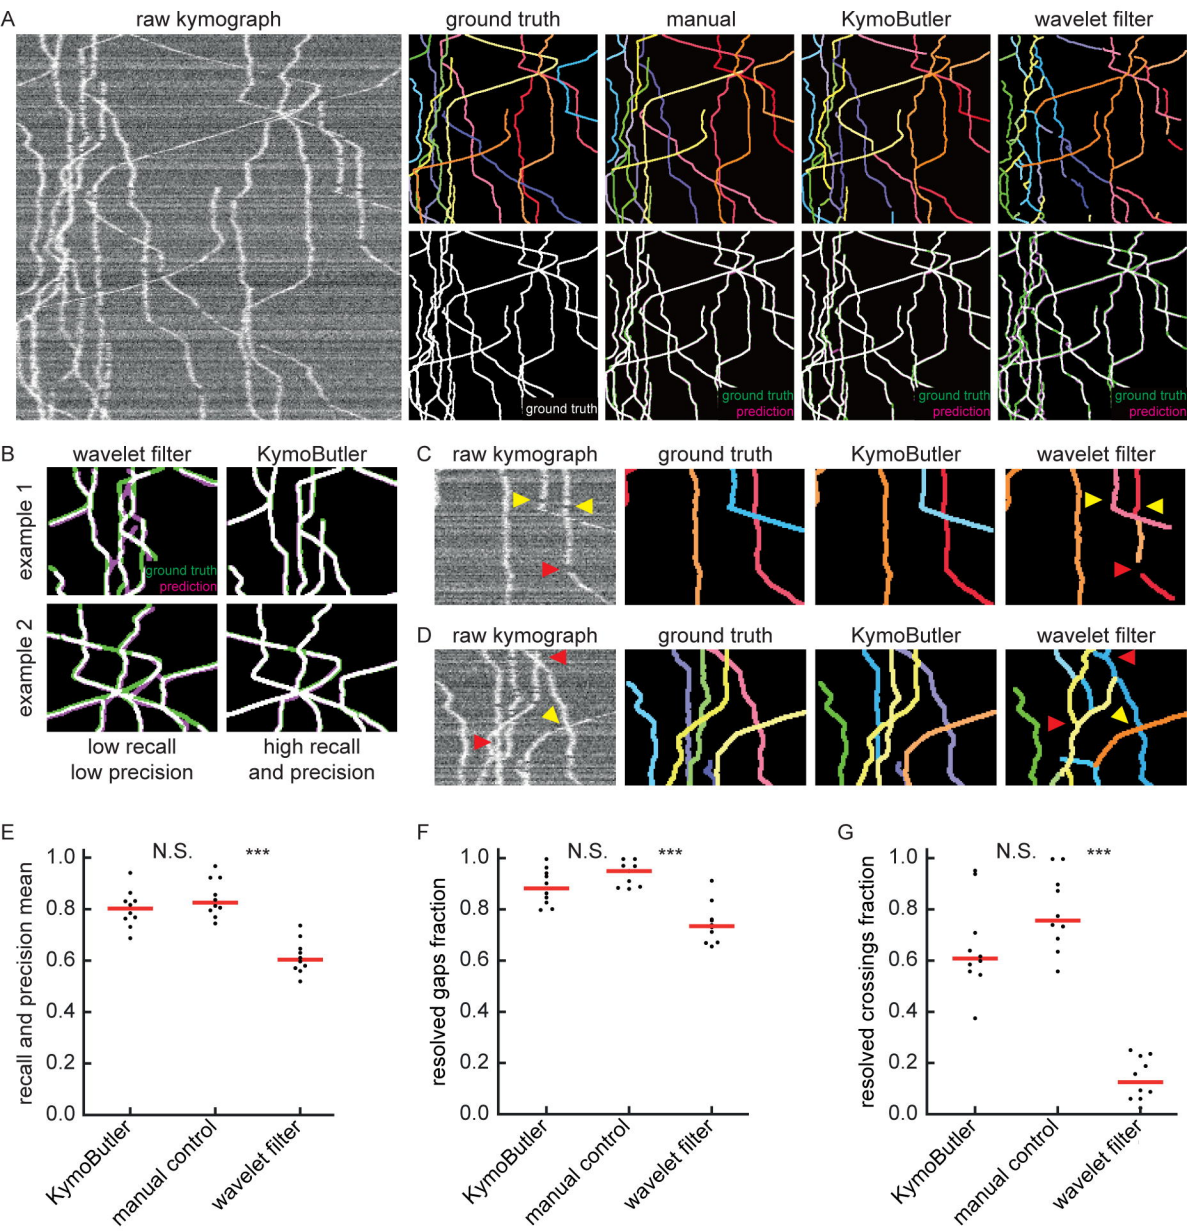 A
raw kymograph
ground truth
manual
KymoButler
wavelet filter
ground truth
ground truth
prediction
ground truth
prediction
ground truth
prediction
B
wavelet filter
KymoButler
example 1
ground truth
prediction
example 2
low recall
low precision
high recall
and precision
C
raw kymograph
ground truth
KymoButler
wavelet filter
D
raw kymograph
ground truth
KymoButler
wavelet filter
E
N.S.
***
recall and precision mean
1.0
0.8
0.6
0.4
0.2
0.0
KymoButler
manual control
wavelet filter
F
N.S.
***
resolved gaps fraction
1.0
0.8
0.6
0.4
0.2
0.0
KymoButler
manual control
wavelet filter
G
N.S.
***
resolved crossings fraction
1.0
0.8
0.6
0.4
0.2
0.0
KymoButler
manual control
wavelet filter